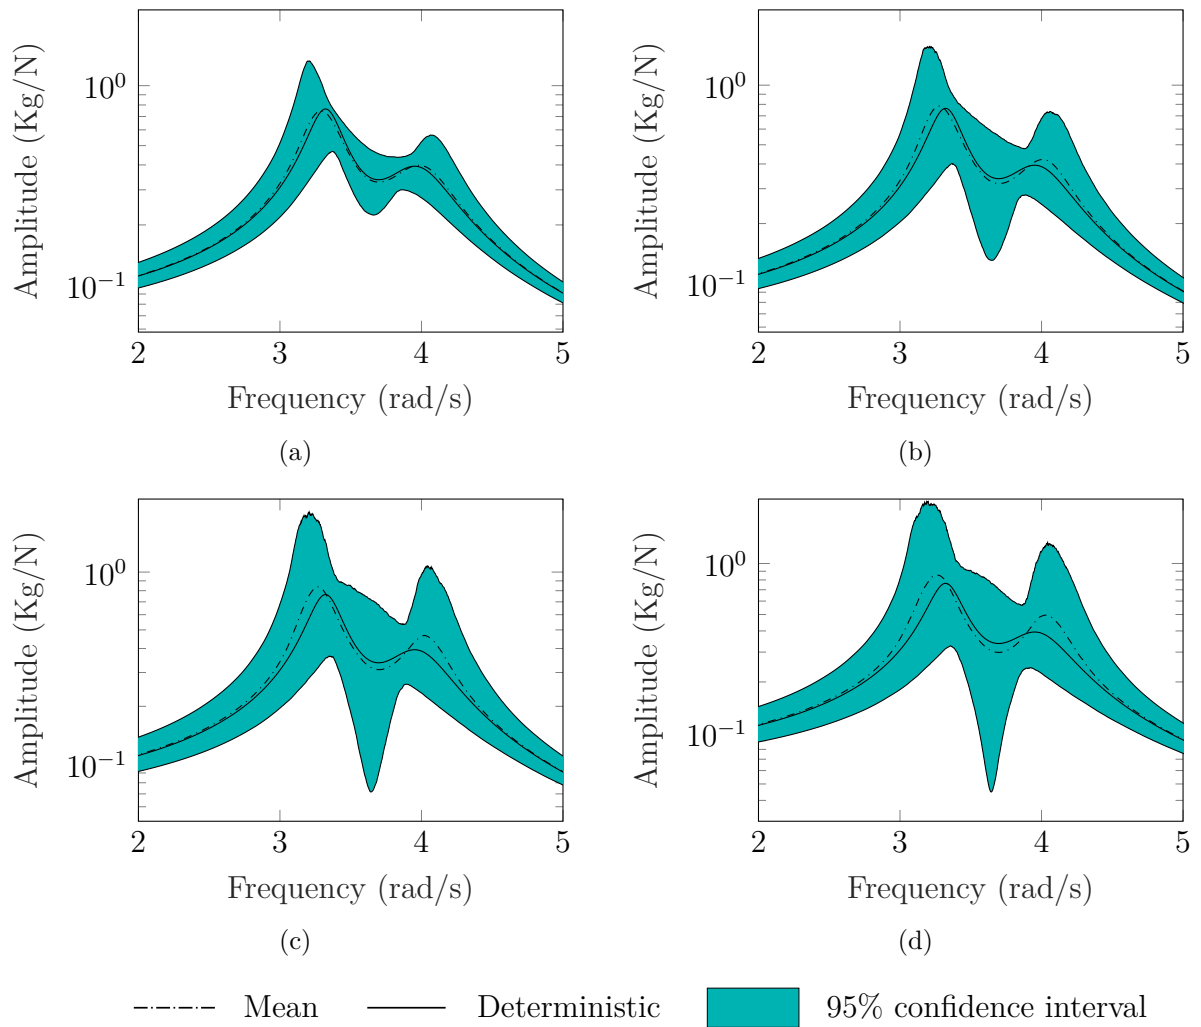 Amplitude (Kg/N)
10^0
10^-1
2 3 4 5
Frequency (rad/s)
(a)
Amplitude (Kg/N)
10^0
10^-1
2 3 4 5
Frequency (rad/s)
(b)
Amplitude (Kg/N)
10^0
10^-1
2 3 4 5
Frequency (rad/s)
(c)
Amplitude (Kg/N)
10^0
10^-1
2 3 4 5
Frequency (rad/s)
(d)
Mean Deterministic 95% confidence interval